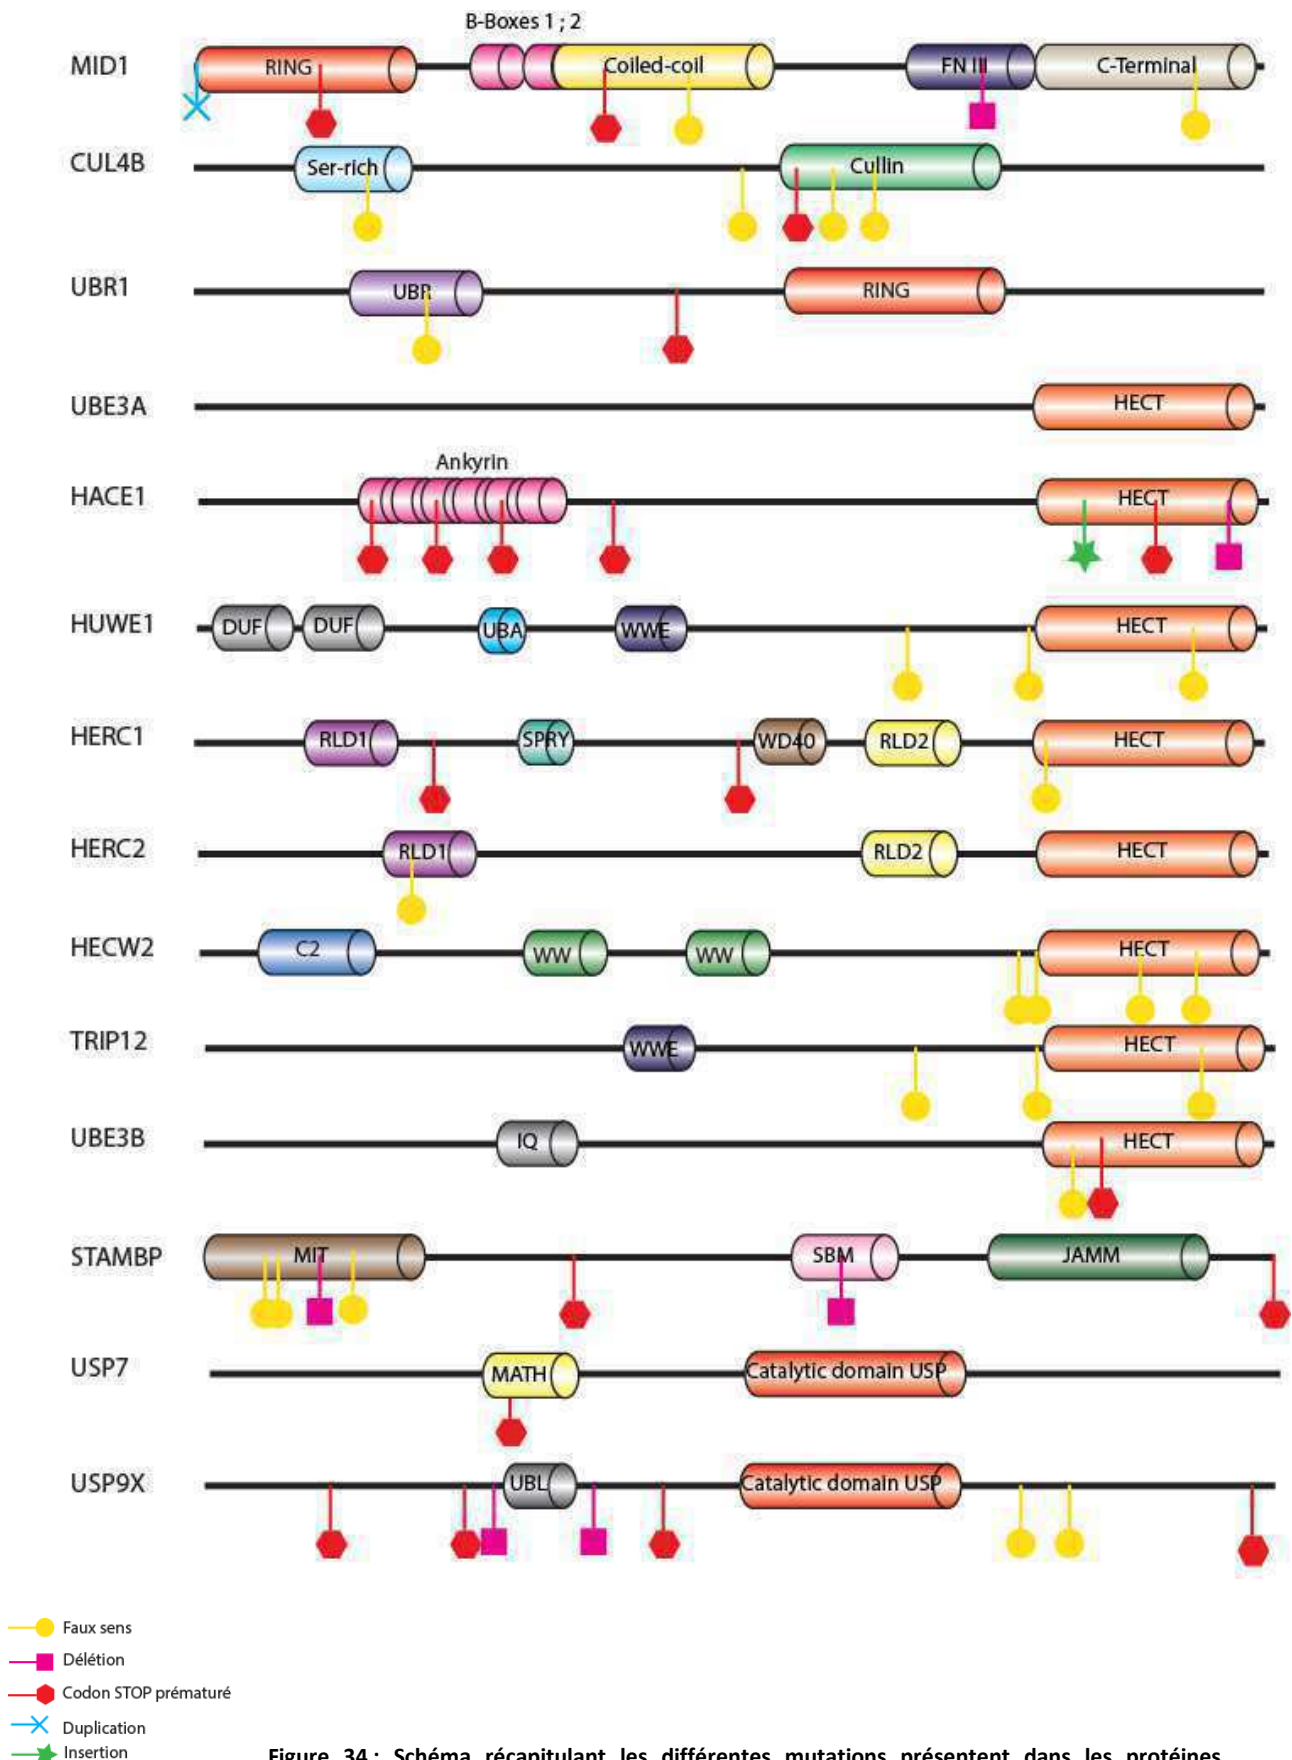 B-Boxes 1 ; 2
MID1 RING Coiled-coil FN III C-Terminal
CUL4B Ser-rich Cullin
UBR1 UBR RING
UBE3A HECT
Ankyrin
HACE1 HECT
HUWE1 DUF DUF UBA WWE HECT
HERC1 RLD1 SPRY WD40 RLD2 HECT
HERC2 RLD1 RLD2 HECT
HECW2 C2 WW WW HECT
TRIP12 WWE HECT
UBE3B IQ HECT
STAMBP MIT SBM JAMM
USP7 MATH Catalytic domain USP
USP9X UBL Catalytic domain USP
Faux sens
Délétion
Codon STOP prématuré
Duplication
Insertion
Figure 34 : Schéma récapitulant les différentes mutations présentent dans les protéines